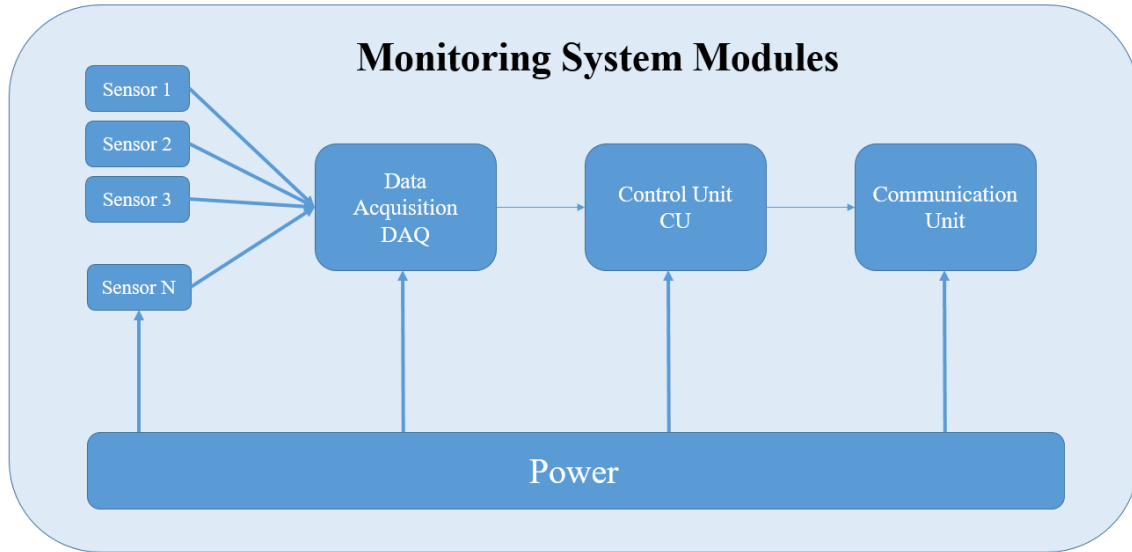 Monitoring System Modules
Sensor 1
Sensor 2
Sensor 3
Sensor N
Data
Acquisition
DAQ
Control Unit
CU
Communication
Unit
Power